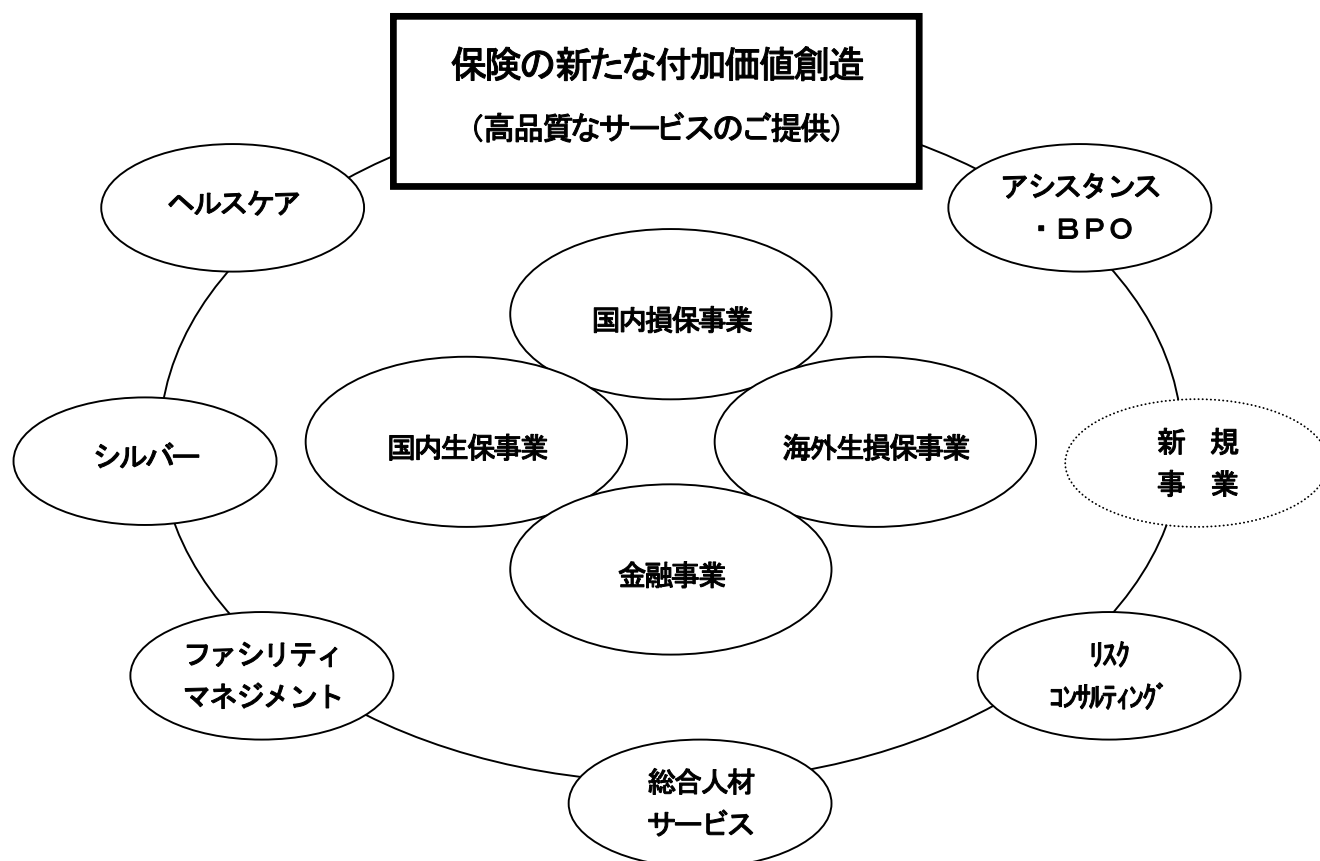 保険の新たな付加価値創造
（高品質なサービスのご提供）
ヘルスケア
アシスタンス
・ＢＰＯ
国内損保事業
国内生保事業
海外生損保事業
シルバー
新　規
事　業
金融事業
ファシリティ
マネジメント
ﾘｽｸ
ｺﾝｻﾙﾃｨﾝｸﾞ
総合人材
サービス